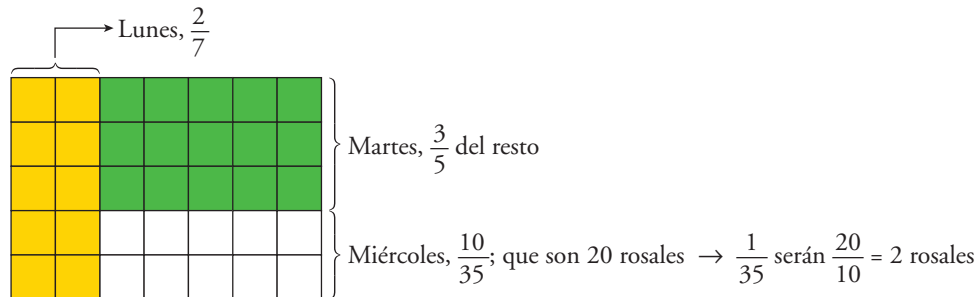 Lunes, 2/7
Martes, 3/5 del resto
Miércoles, 10/35; que son 20 rosales → 1/35 serán 20/10 = 2 rosales